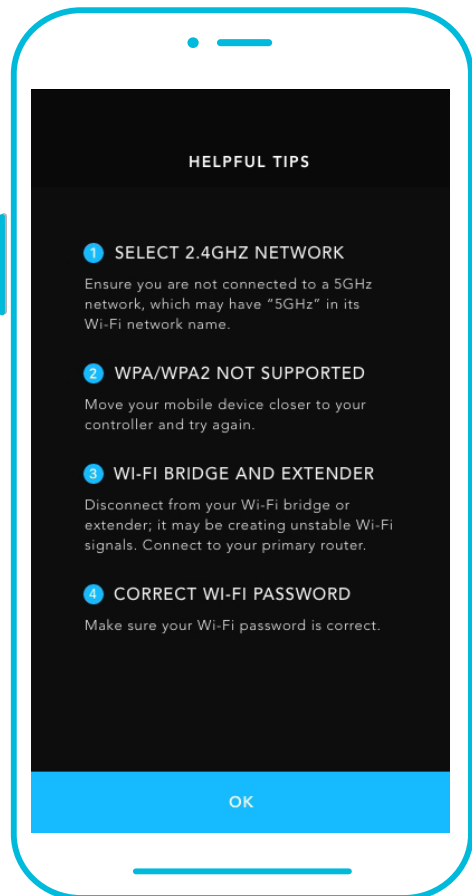 HELPFUL TIPS
1 SELECT 2.4GHZ NETWORK
Ensure you are not connected to a 5GHz
network, which may have “5GHz” in its
Wi-Fi network name.
2 WPA/WPA2 NOT SUPPORTED
Move your mobile device closer to your
controller and try again.
3 WI-FI BRIDGE AND EXTENDER
Disconnect from your Wi-Fi bridge or
extender; it may be creating unstable Wi-Fi
signals. Connect to your primary router.
4 CORRECT WI-FI PASSWORD
Make sure your Wi-Fi password is correct.
OK